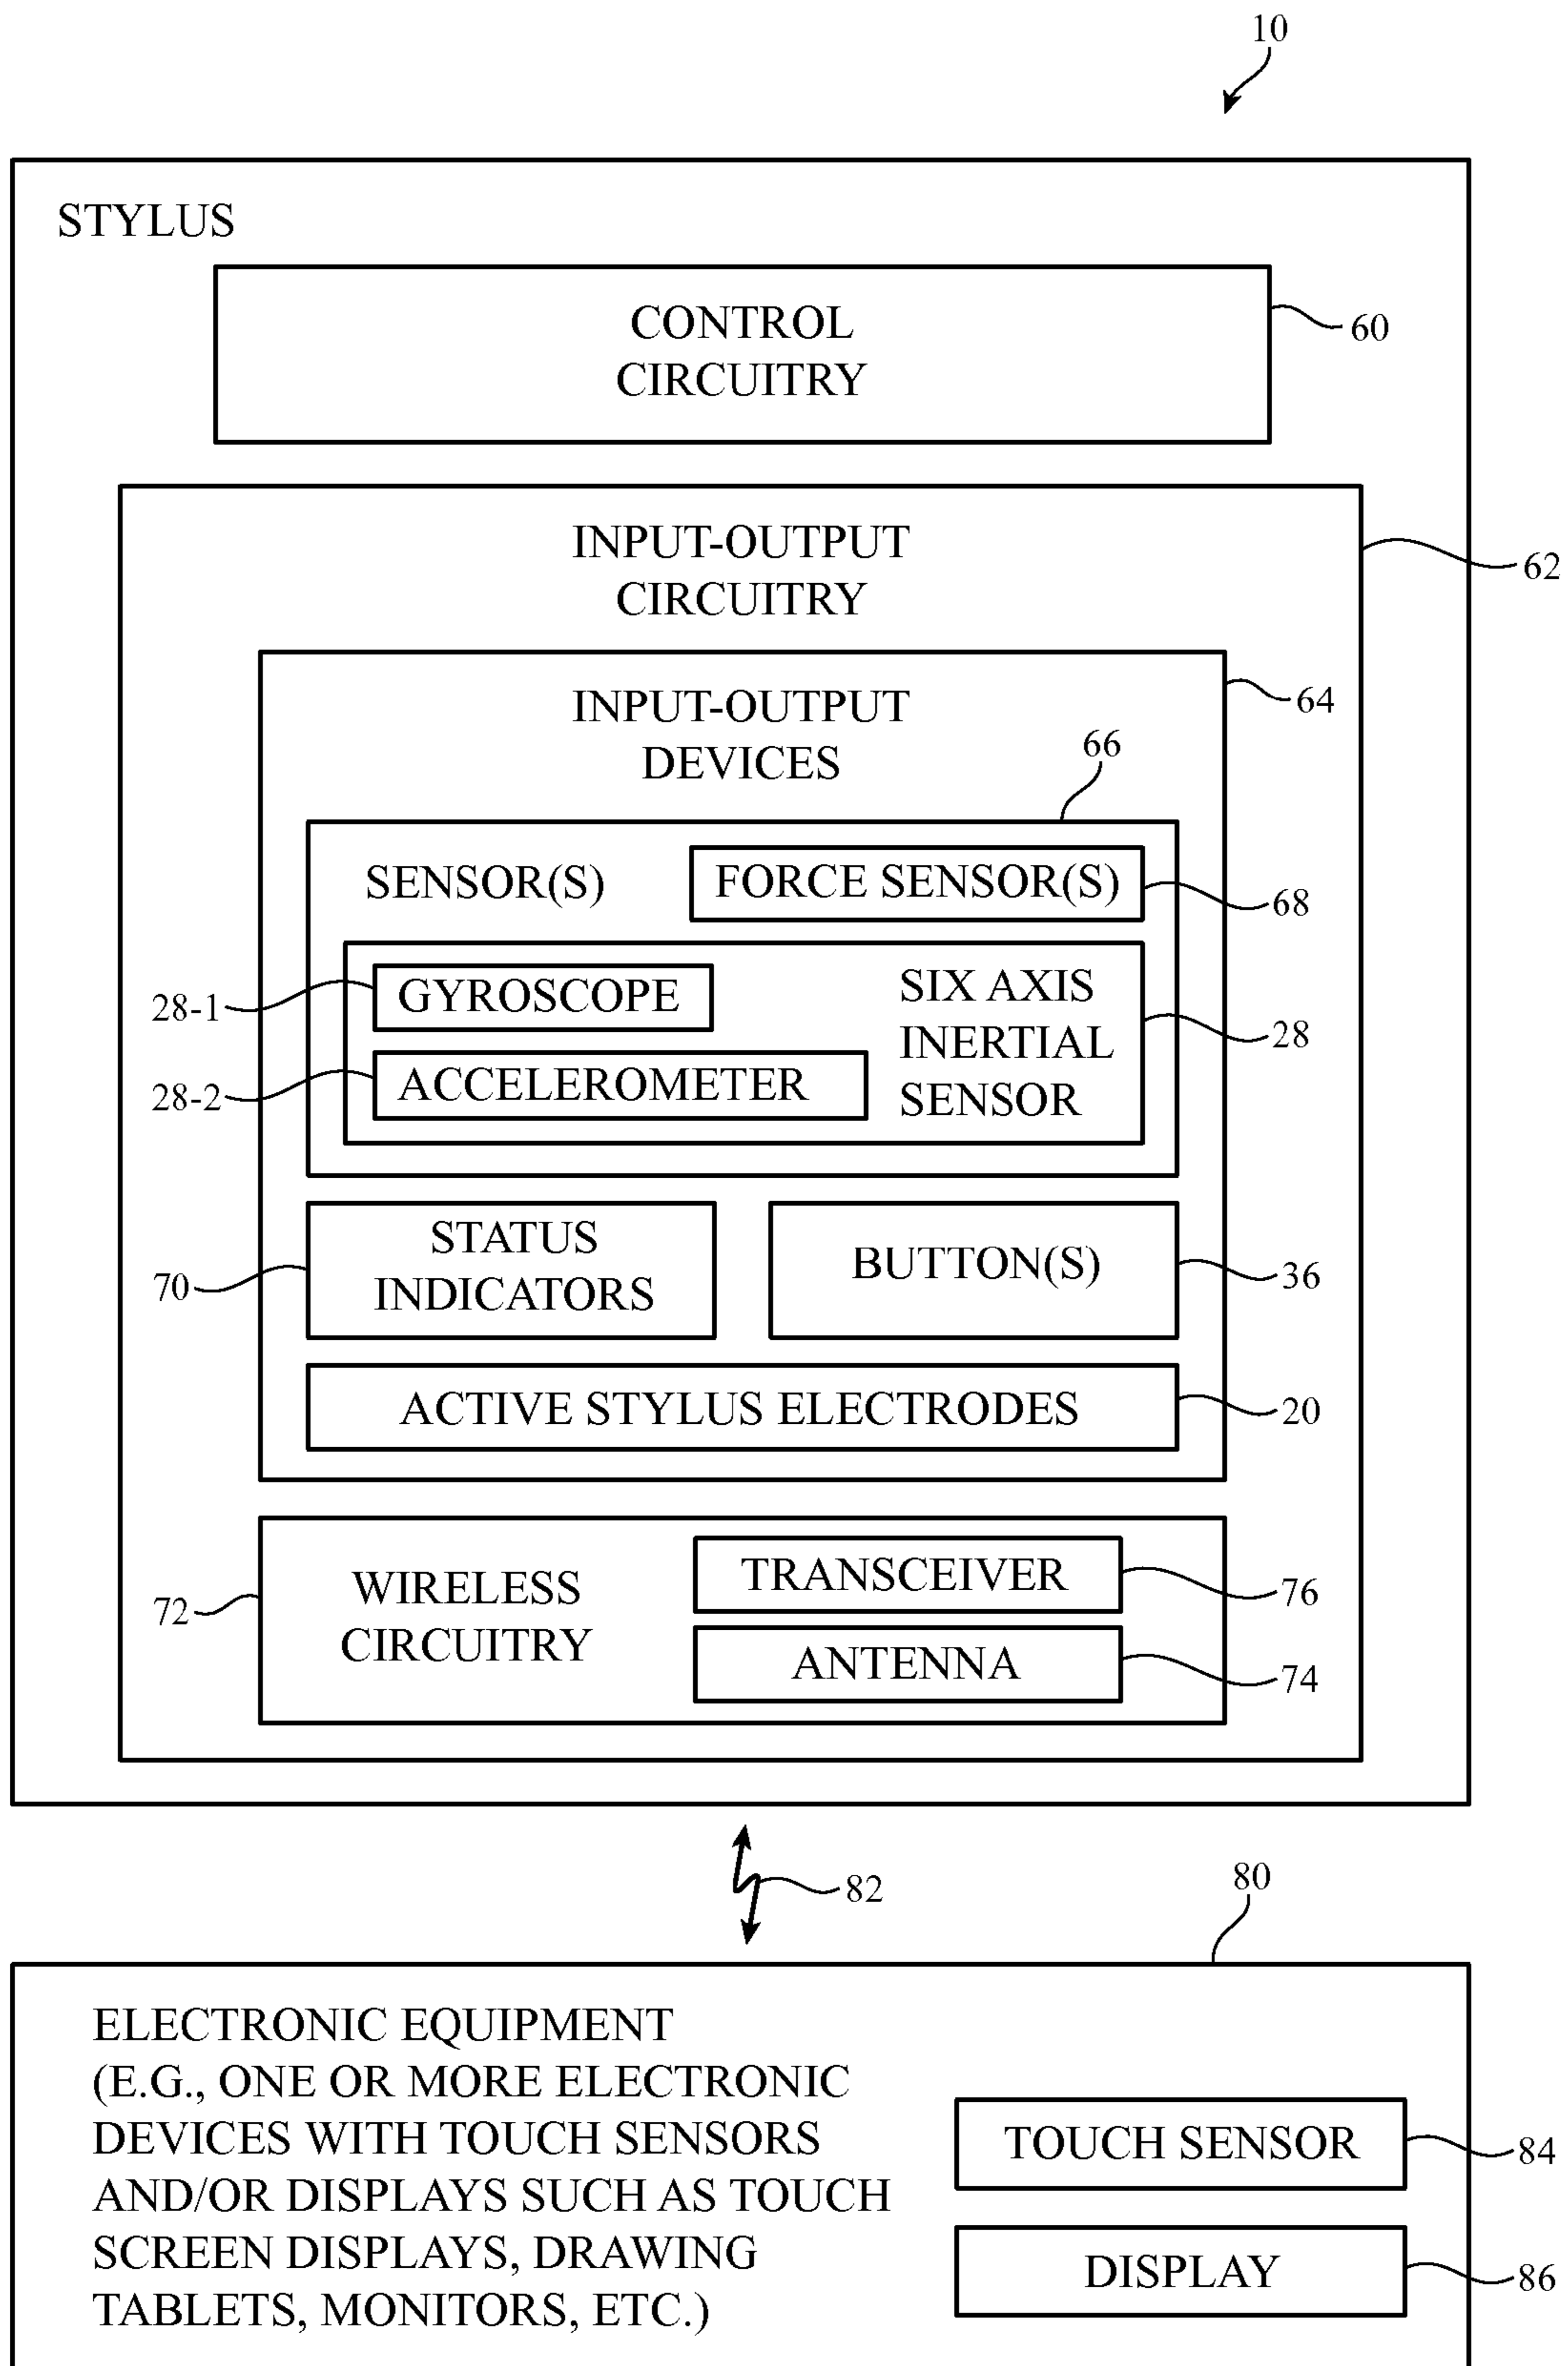 10
STYLUS
CONTROL
CIRCUITRY
60
INPUT-OUTPUT
CIRCUITRY
62
INPUT-OUTPUT
DEVICES
64
66
SENSOR(S)
FORCE SENSOR(S)
68
28-1
GYROSCOPE
28-2
ACCELEROMETER
SIX AXIS
INERTIAL
SENSOR
28
STATUS
INDICATORS
70
BUTTON(S)
36
ACTIVE STYLUS ELECTRODES
20
WIRELESS
CIRCUITRY
72
TRANSCEIVER
76
ANTENNA
74
82
80
ELECTRONIC EQUIPMENT
(E.G., ONE OR MORE ELECTRONIC
DEVICES WITH TOUCH SENSORS
AND/OR DISPLAYS SUCH AS TOUCH
SCREEN DISPLAYS, DRAWING
TABLETS, MONITORS, ETC.)
TOUCH SENSOR
84
DISPLAY
86